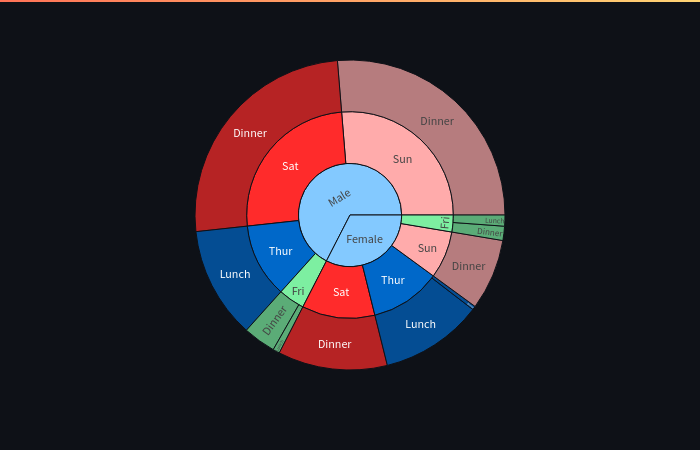 Dinner
Dinner
Sun
Sat
Male
Lunch
Fri
Dinner
Female
Thur
Sun
Dinner
Lunch
Thur
Fri
Sat
Dinner
Lunch
Dinner